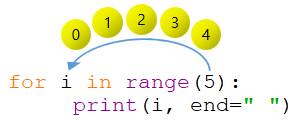 0 1 2 3 4
for i in range(5):
    print(i, end=" ")